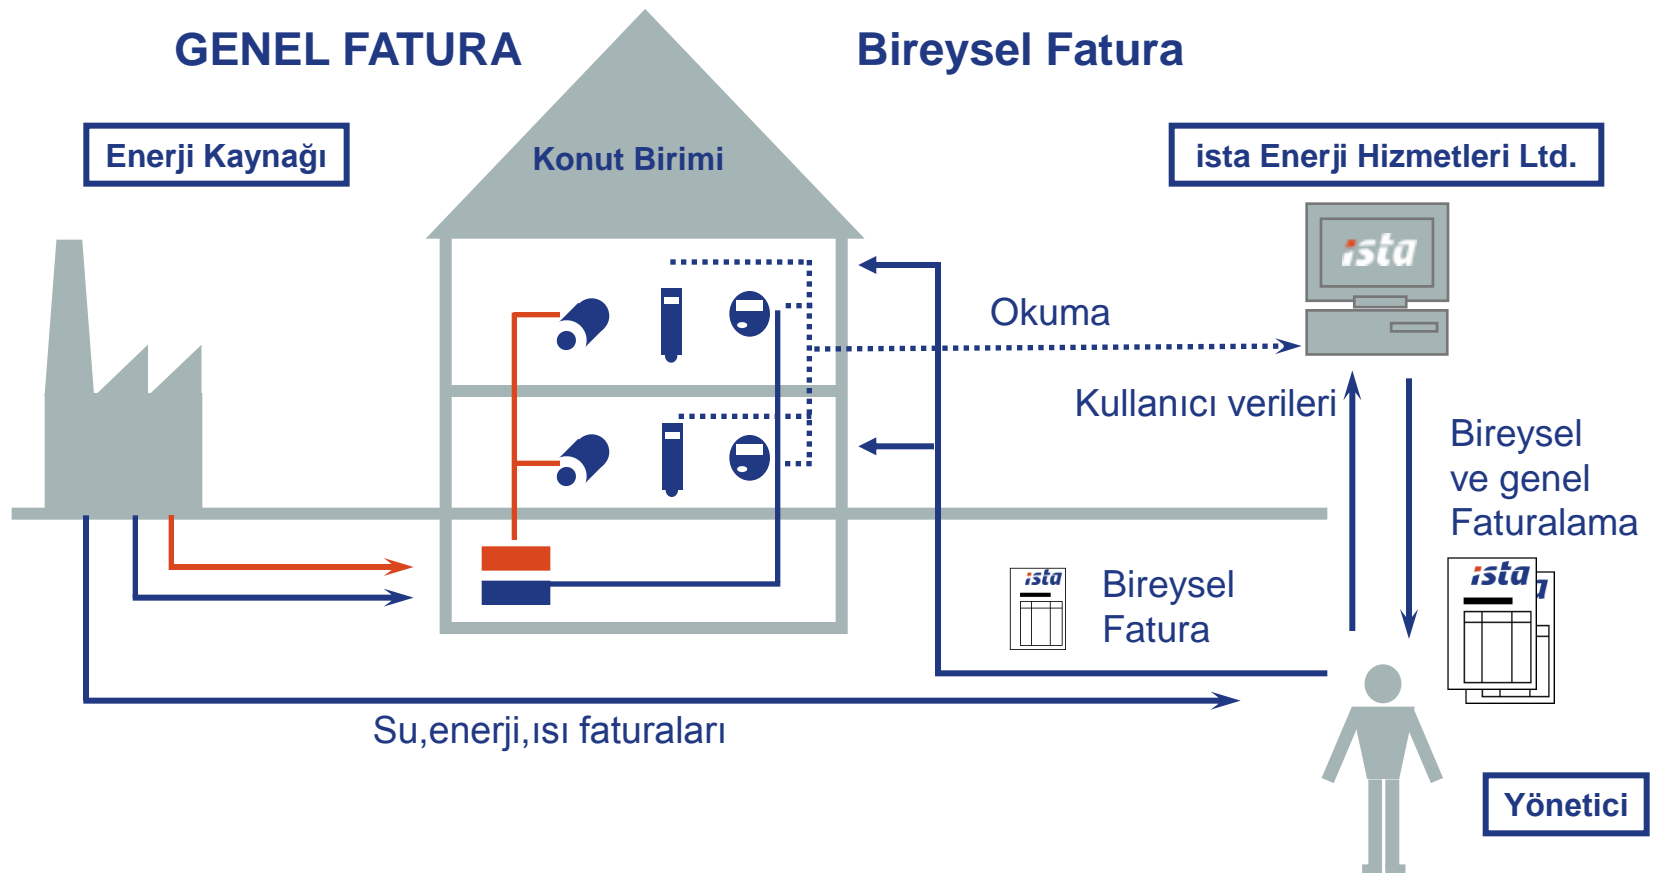 GENEL FATURA
Bireysel Fatura
Enerji Kaynağı
Konut Birimi
ista Enerji Hizmetleri Ltd.
ista
Okuma
Kullanıcı verileri
Bireysel
ve genel
Faturalama
ista
Bireysel
Fatura
ista
Su,enerji,ısı faturaları
Yönetici